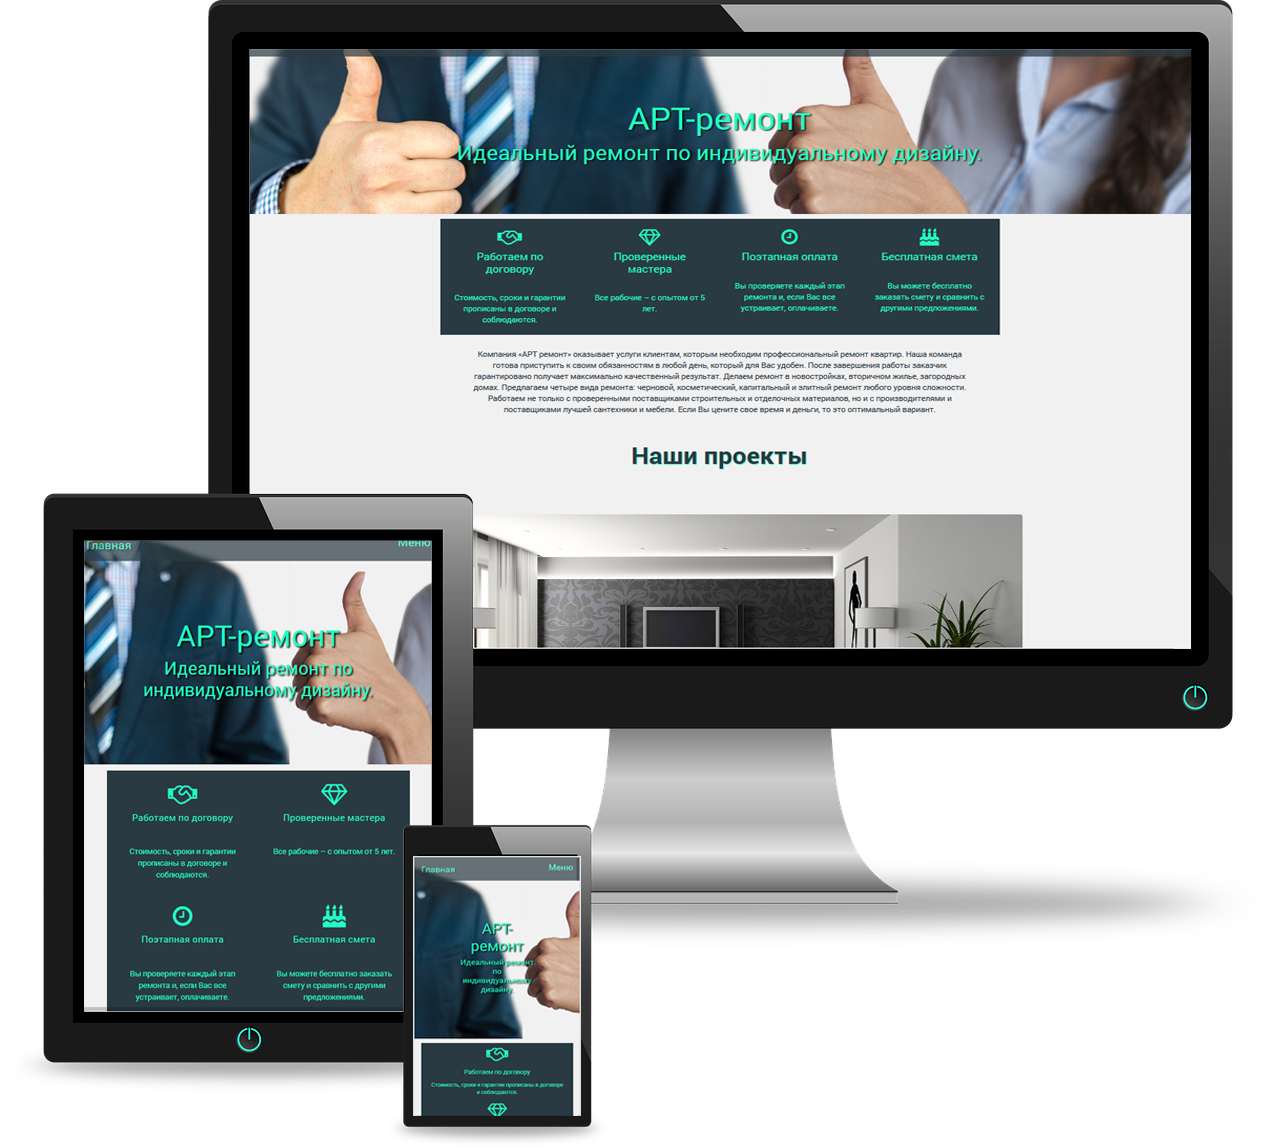 АРТ-ремонт
Идеальный ремонт по индивидуальному дизайну.
Работаем по
договору
Стоимость, сроки и гарантии
прописаны в договоре и
соблюдаются.
Проверенные
мастера
Все рабочие – с опытом от 5
лет.
Поэтапная оплата
Вы проверяете каждый этап
ремонта и, если Вас все
устраивает, оплачиваете.
Бесплатная смета
Вы можете бесплатно
заказать смету и сравнить с
другими предложениями.
Компания «АРТ ремонт» оказывает услуги клиентам, которым необходим профессиональный ремонт квартир. Наша команда
готова приступить к своим обязанностям в любой день, который для Вас удобен. После завершения работы заказчик
гарантировано получает максимально качественный результат. Делаем ремонт в новостройках, вторичном жилье, загородных
домах. Предлагаем четыре вида ремонта: черновой, косметический, капитальный и элитный ремонт любого уровня сложности.
Работаем не только с проверенными поставщиками строительных и отделочных материалов, но и с производителями и
поставщиками лучшей сантехники и мебели. Если Вы цените свое время и деньги, то это оптимальный вариант.
Наши проекты
Главная
Меню
АРТ-ремонт
Идеальный ремонт по
индивидуальному дизайну.
Работаем по договору
Стоимость, сроки и гарантии
прописаны в договоре и
соблюдаются.
Проверенные мастера
Все рабочие – с опытом от 5 лет.
Поэтапная оплата
Вы проверяете каждый этап
ремонта и, если Вас все
устраивает, оплачиваете.
Бесплатная смета
Вы можете бесплатно заказать
смету и сравнить с другими
предложениями.
Главная
Меню
АРТ-
ремонт
Идеальный ремонт
по
индивидуальному
дизайну.
Работаем по договору
Стоимость, сроки и гарантии прописаны в договоре
и соблюдаются.